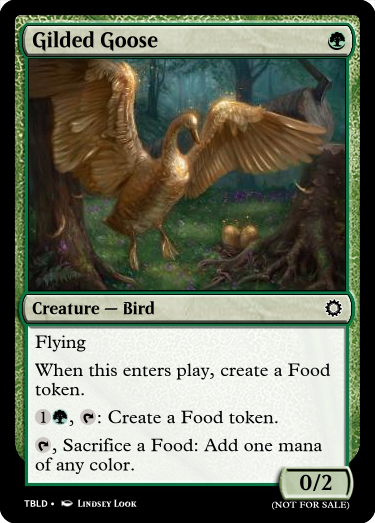 Gilded Goose
Creature — Bird
Flying
When this enters play, create a Food
token.
1, : Create a Food token.
, Sacrifice a Food: Add one mana
of any color.
0/2
TBLD • Lindsey Look
(NOT FOR SALE)